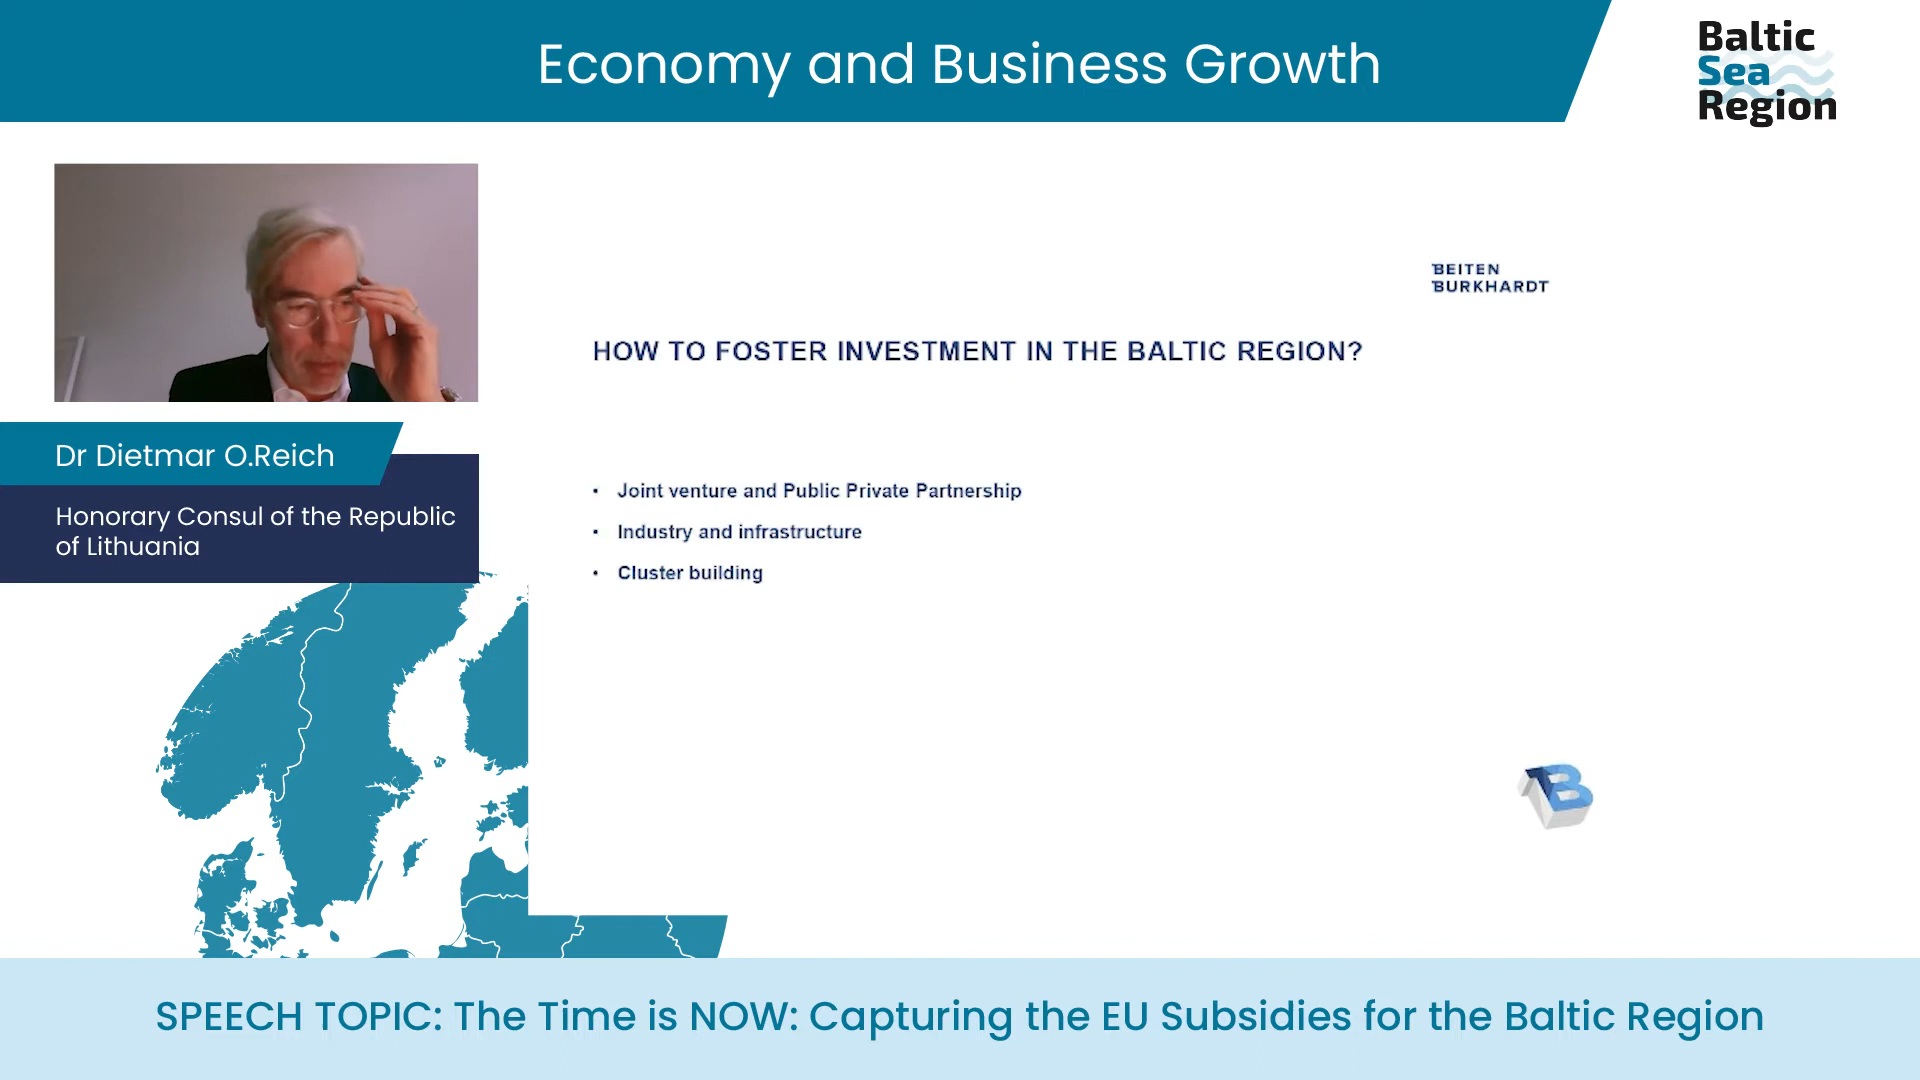 Economy and Business Growth
Baltic
Sea
Region
BEITEN
BURKHARDT
HOW TO FOSTER INVESTMENT IN THE BALTIC REGION?
Dr Dietmar O.Reich
Honorary Consul of the Republic
of Lithuania
• Joint venture and Public Private Partnership
• Industry and infrastructure
• Cluster building
B
SPEECH TOPIC: The Time is NOW: Capturing the EU Subsidies for the Baltic Region